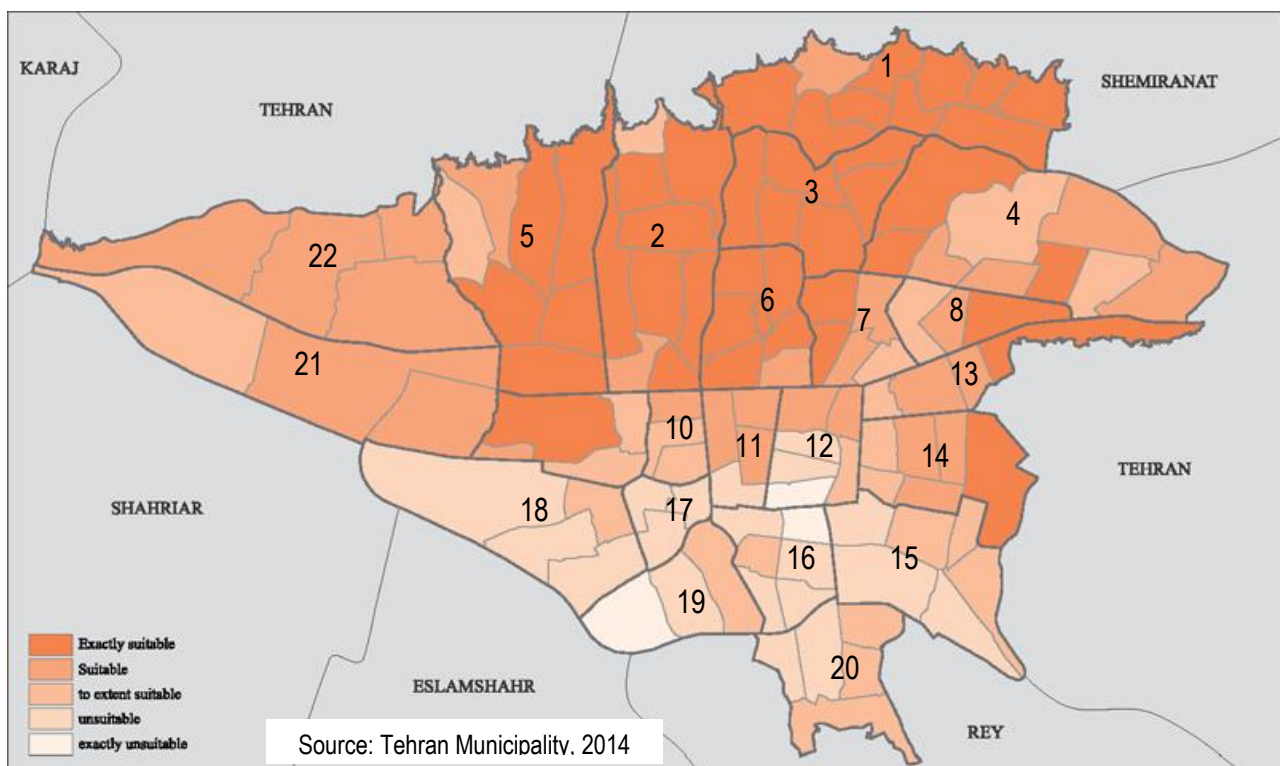 KARAJ
TEHRAN
SHEMIRANAT
1
3
4
5
2
22
6
7
8
21
13
10
11
12
14
TEHRAN
SHAHRIAR
18
17
16
15
19
20
ESLAMSHAHR
REY
Exactly suitable
Suitable
to extent suitable
unsuitable
exactly unsuitable
Source: Tehran Municipality, 2014